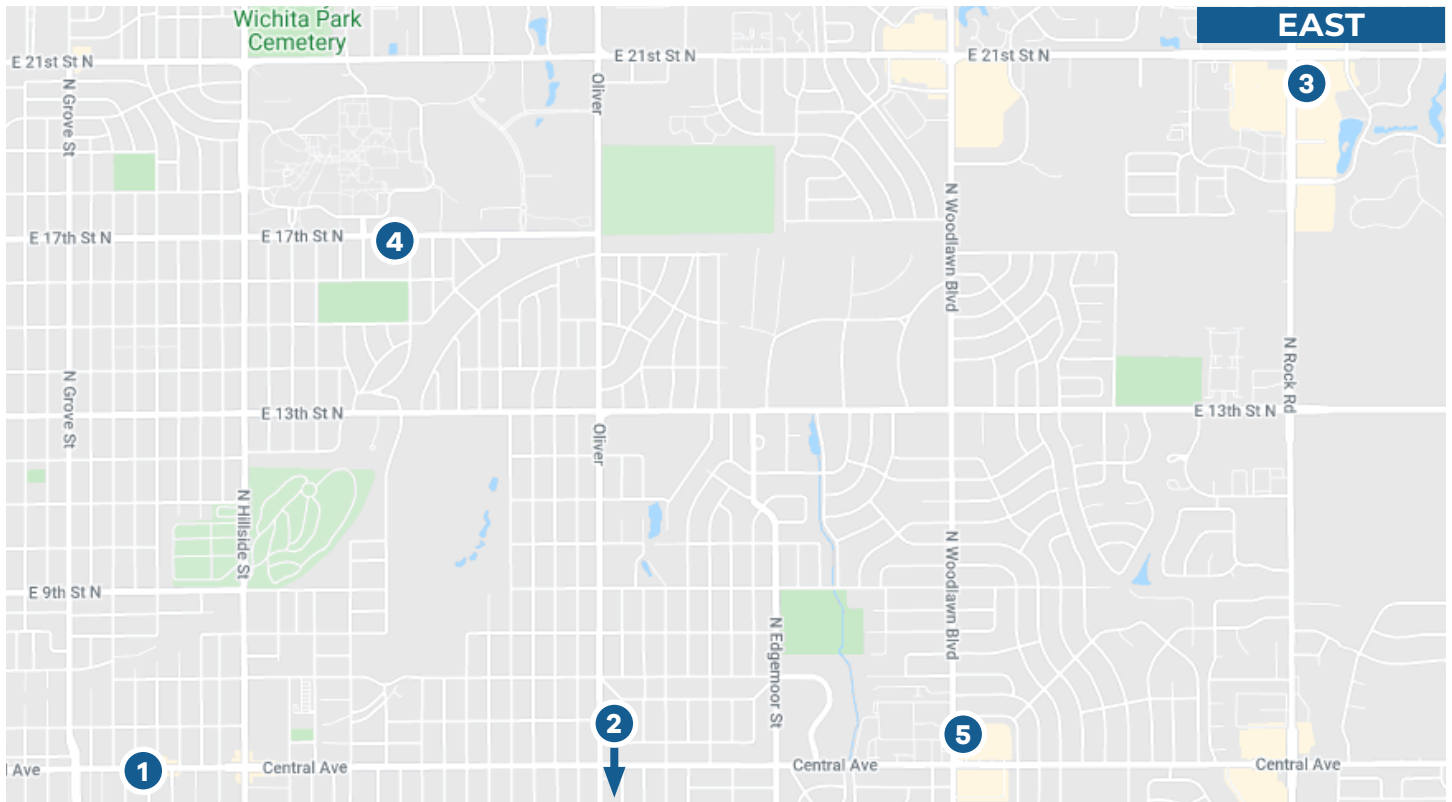 Wichita Park
Cemetery
EAST
E 21st St N
E 21st St N
E 21st St N
3
N Grove St
Oliver
N Woodlawn Blvd
E 17th St N
E 17th St N
4
N Rock Rd
N Grove St
E 13th St N
E 13th St N
Oliver
N Hillside St
N Woodlawn Blvd
E 9th St N
N Edgemoor St
2
5
l Ave
1
Central Ave
Central Ave
Central Ave